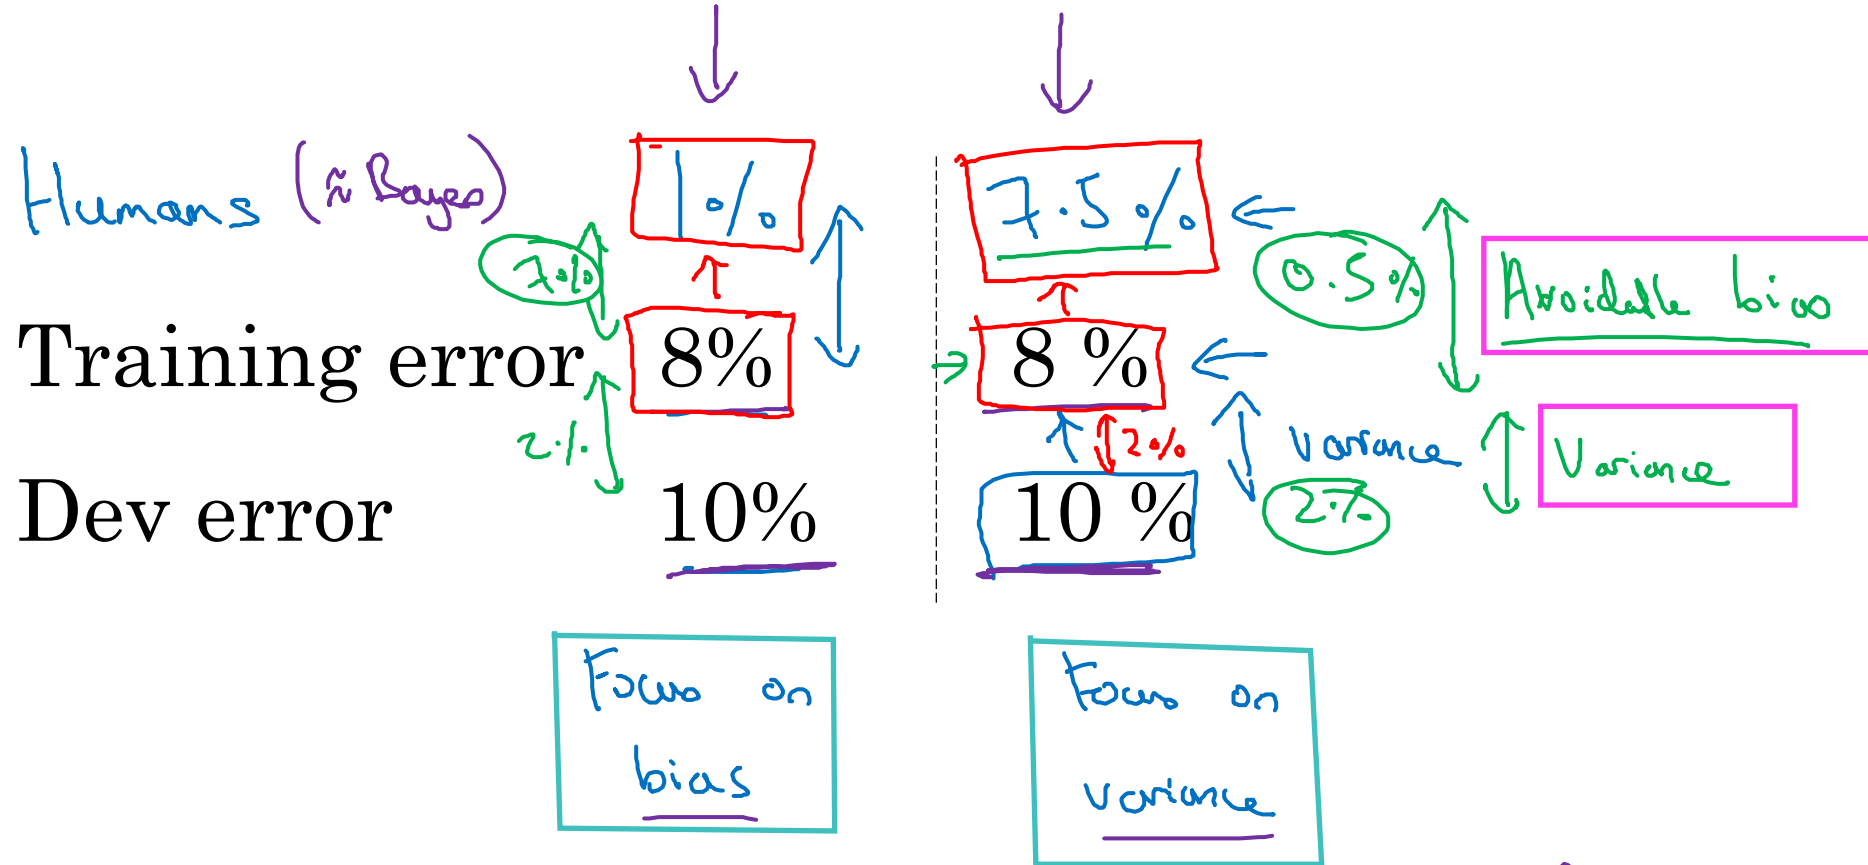 Humans (≈ Bayes) 1% 7.5%
7% 0.5% Avoidable bias
Training error 8% 8 %
2% 2% variance Variance
Dev error 10% 10 % 2%
Focus on Focus on
bias variance